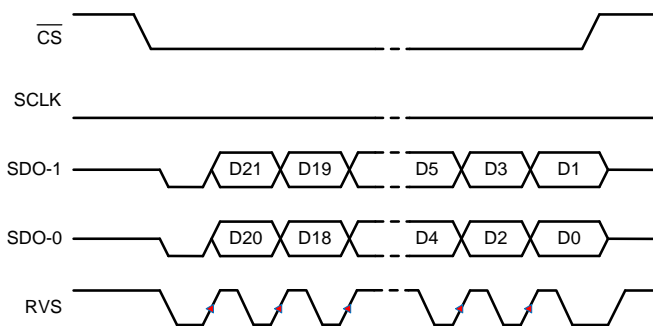 CS
SCLK
SDO-1 D21 D19 D5 D3 D1
SDO-0 D20 D18 D4 D2 D0
RVS